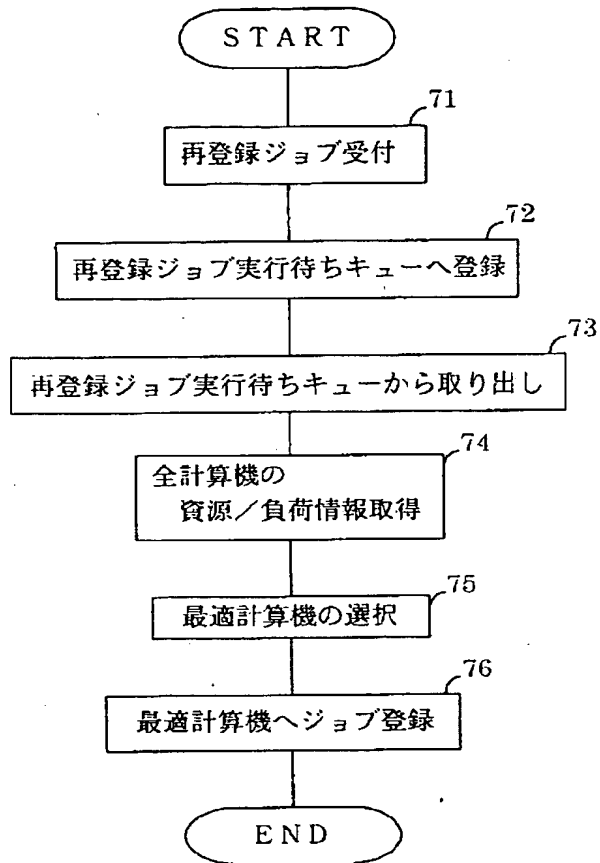 START
71
再登録ジョブ受付
72
再登録ジョブ実行待ちキューへ登録
73
再登録ジョブ実行待ちキューから取り出し
74
全計算機の
資源／負荷情報取得
75
最適計算機の選択
76
最適計算機へジョブ登録
END